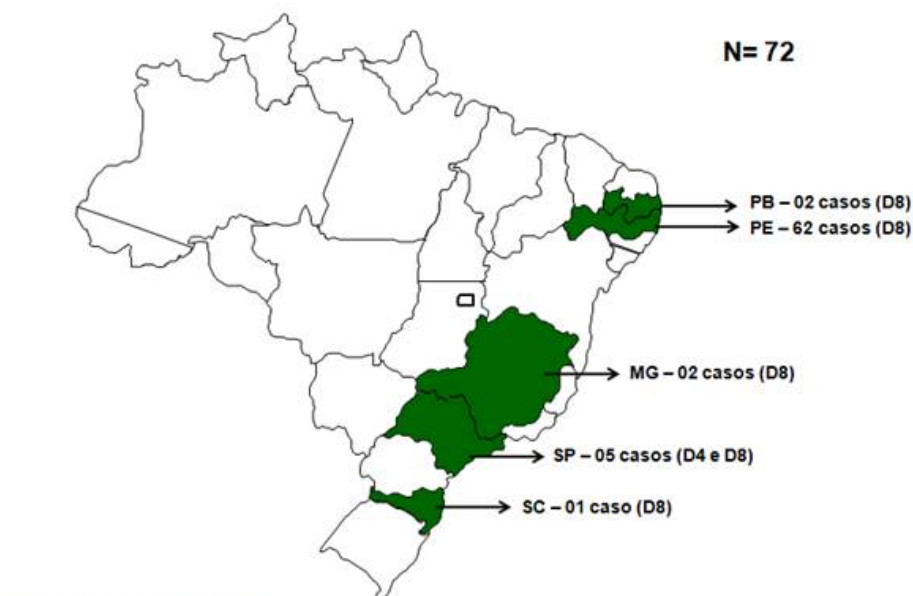 N= 72
PB – 02 casos (D8)
PE – 62 casos (D8)
MG – 02 casos (D8)
SP – 05 casos (D4 e D8)
SC – 01 caso (D8)